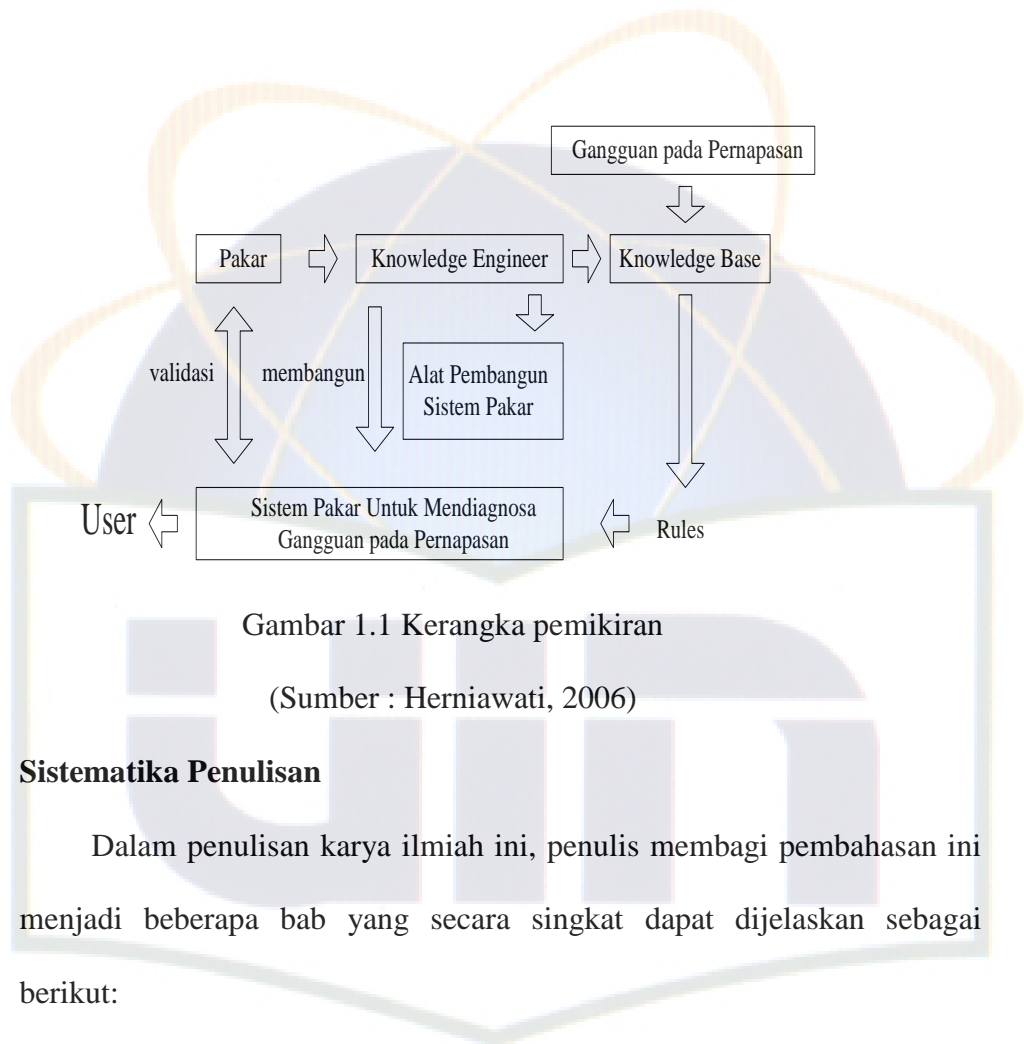 Gangguan pada Pernapasan
Pakar
Knowledge Engineer
Knowledge Base
validasi
membangun
Alat Pembangun
Sistem Pakar
User
Sistem Pakar Untuk Mendiagnosa
Gangguan pada Pernapasan
Rules
Gambar 1.1 Kerangka pemikiran
(Sumber : Herniawati, 2006)
Sistematika Penulisan
Dalam penulisan karya ilmiah ini, penulis membagi pembahasan ini
menjadi beberapa bab yang secara singkat dapat dijelaskan sebagai
berikut:
uin